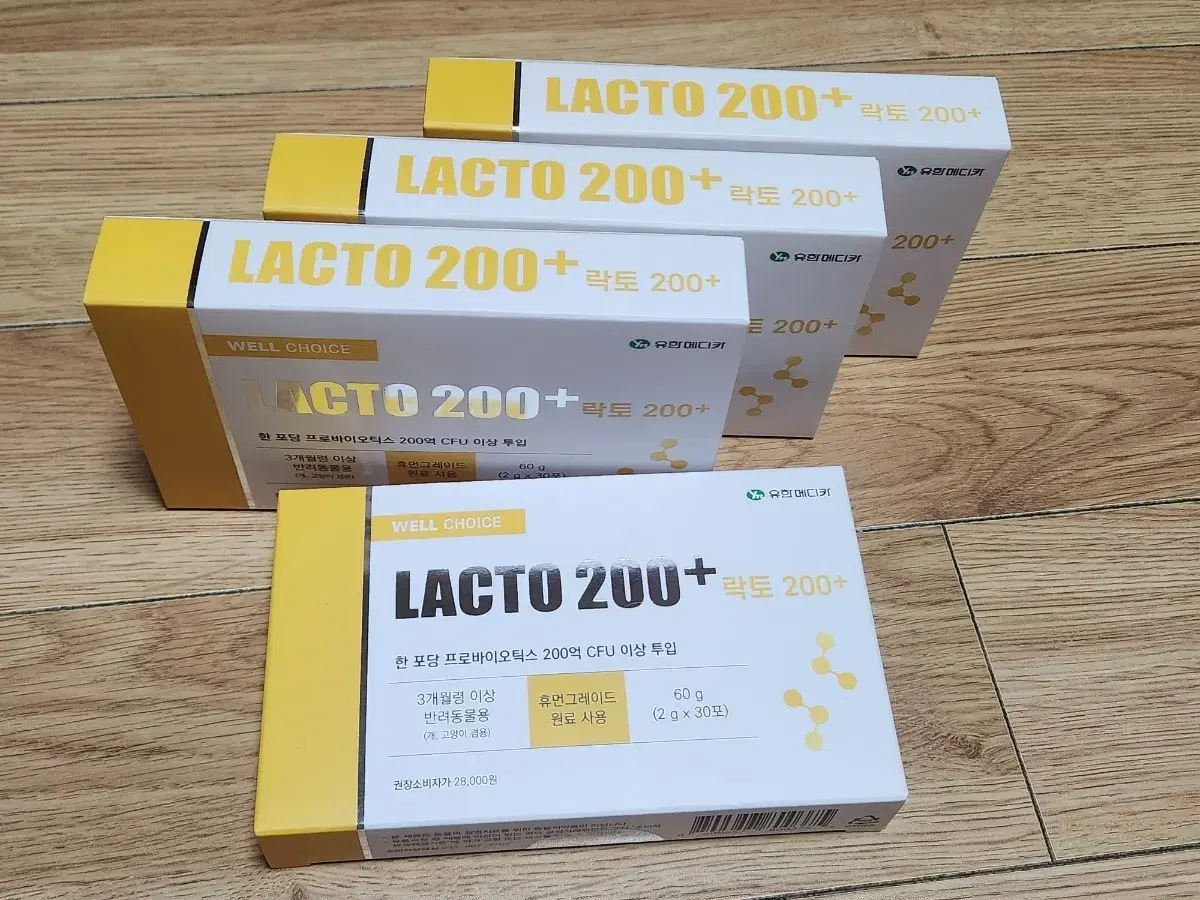 LACTO 200+ 락토 200+
유한메디카
200+
LACTO 200+ 락토 200+
유한메디카
토 200+
LACTO 200+ 락토 200+
WELL CHOICE
유한메디카
LACTO 200+ 락토 200+
한 포당 프로바이오틱스 200억 CFU 이상 투입
3개월령 이상
반려동물용
(개, 고양이 겸용)
휴먼그레이드
원료 사용
60 g
(2 g x 30포)
WELL CHOICE
유한메디카
LACTO 200+ 락토 200+
한 포당 프로바이오틱스 200억 CFU 이상 투입
3개월령 이상
반려동물용
(개, 고양이 겸용)
휴먼그레이드
원료 사용
60 g
(2 g x 30포)
권장소비자가 28,000원